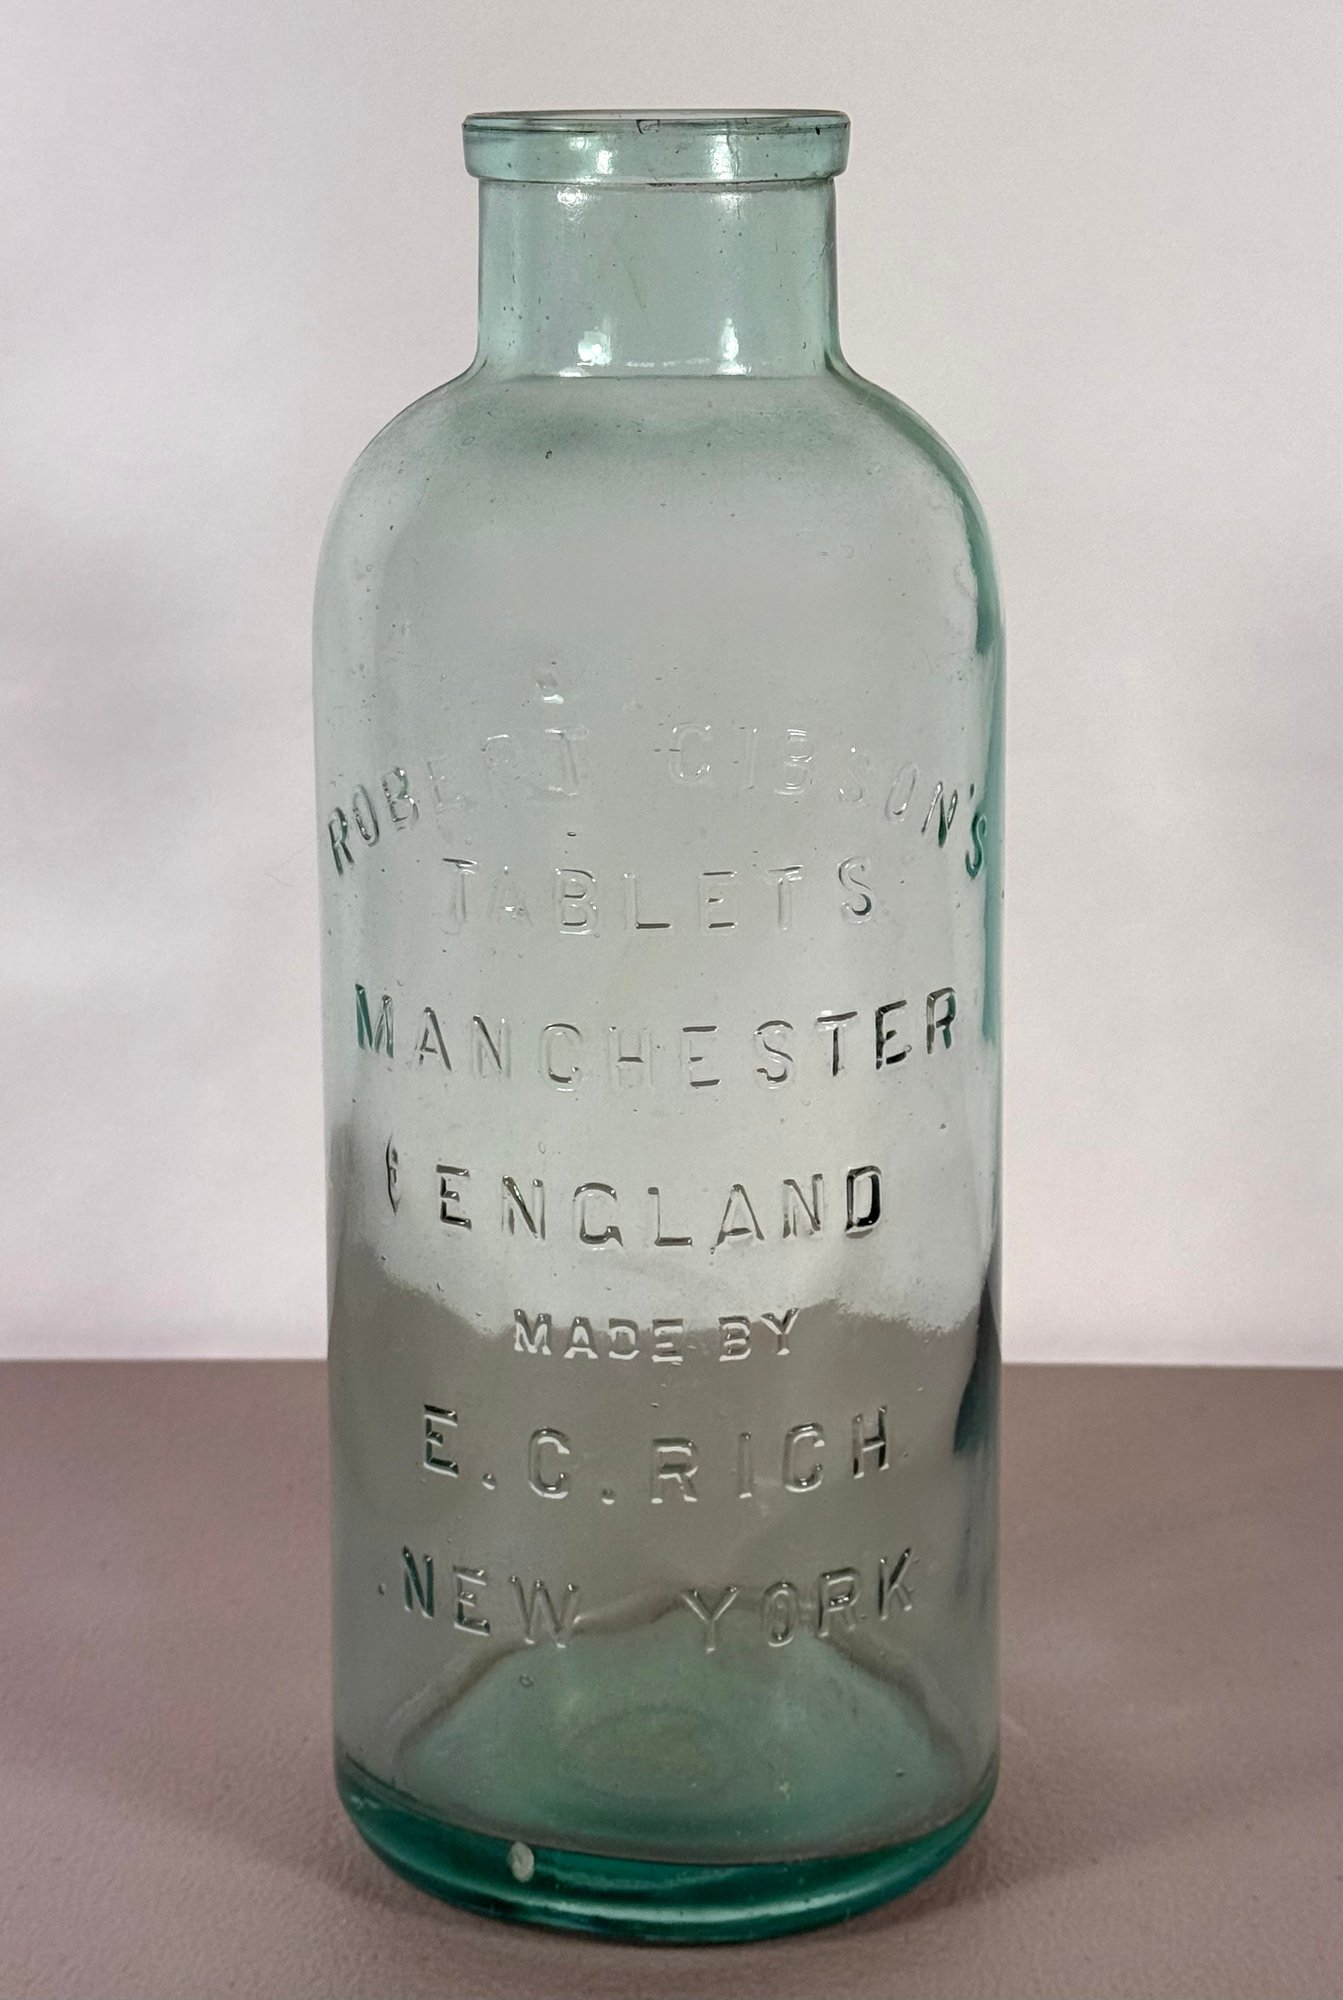 ROBERT GIBSON'S
TABLETS
MANCHESTER
ENGLAND
MADE BY
E.C.RICH
NEW YORK